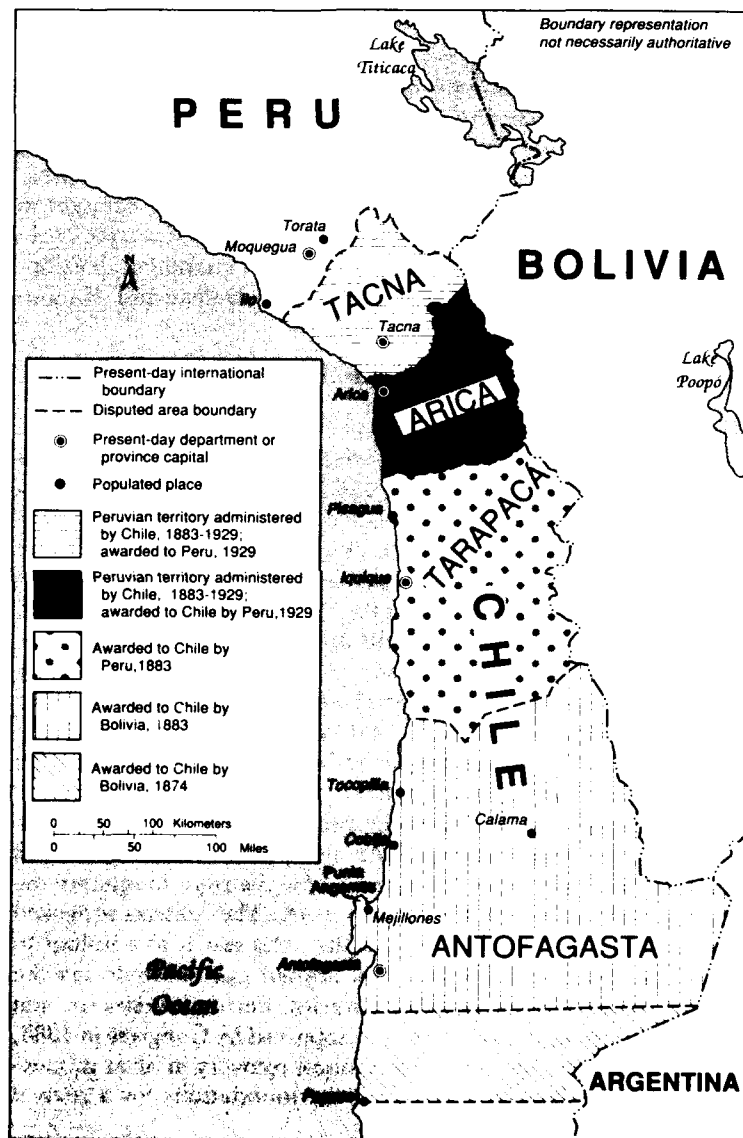 Boundary representation
not necessarily authoritative
Lake
Titicaca
PERU
Torata
Moquegua
BOLIVIA
N
TACNA
Ilo
Tacna
Lake
Poopó
Arica
ARICA
Present-day international
boundary
Disputed area boundary
Present-day department or
province capital
Populated place
Peruvian territory administered
by Chile, 1883-1929;
awarded to Peru, 1929
Peruvian territory administered
by Chile, 1883-1929;
awarded to Chile by Peru,1929
Awarded to Chile by
Peru,1883
Awarded to Chile by
Bolivia, 1883
Awarded to Chile by
Bolivia, 1874
0 50 100 Kilometers
0 50 100 Miles
Pisagua
TARAPACÁ
Iquique
CHILE
Tocopilla
Calama
Cobija
Punta
Angamos
Mejillones
ANTOFAGASTA
Antofagasta
Pacific
Ocean
ARGENTINA